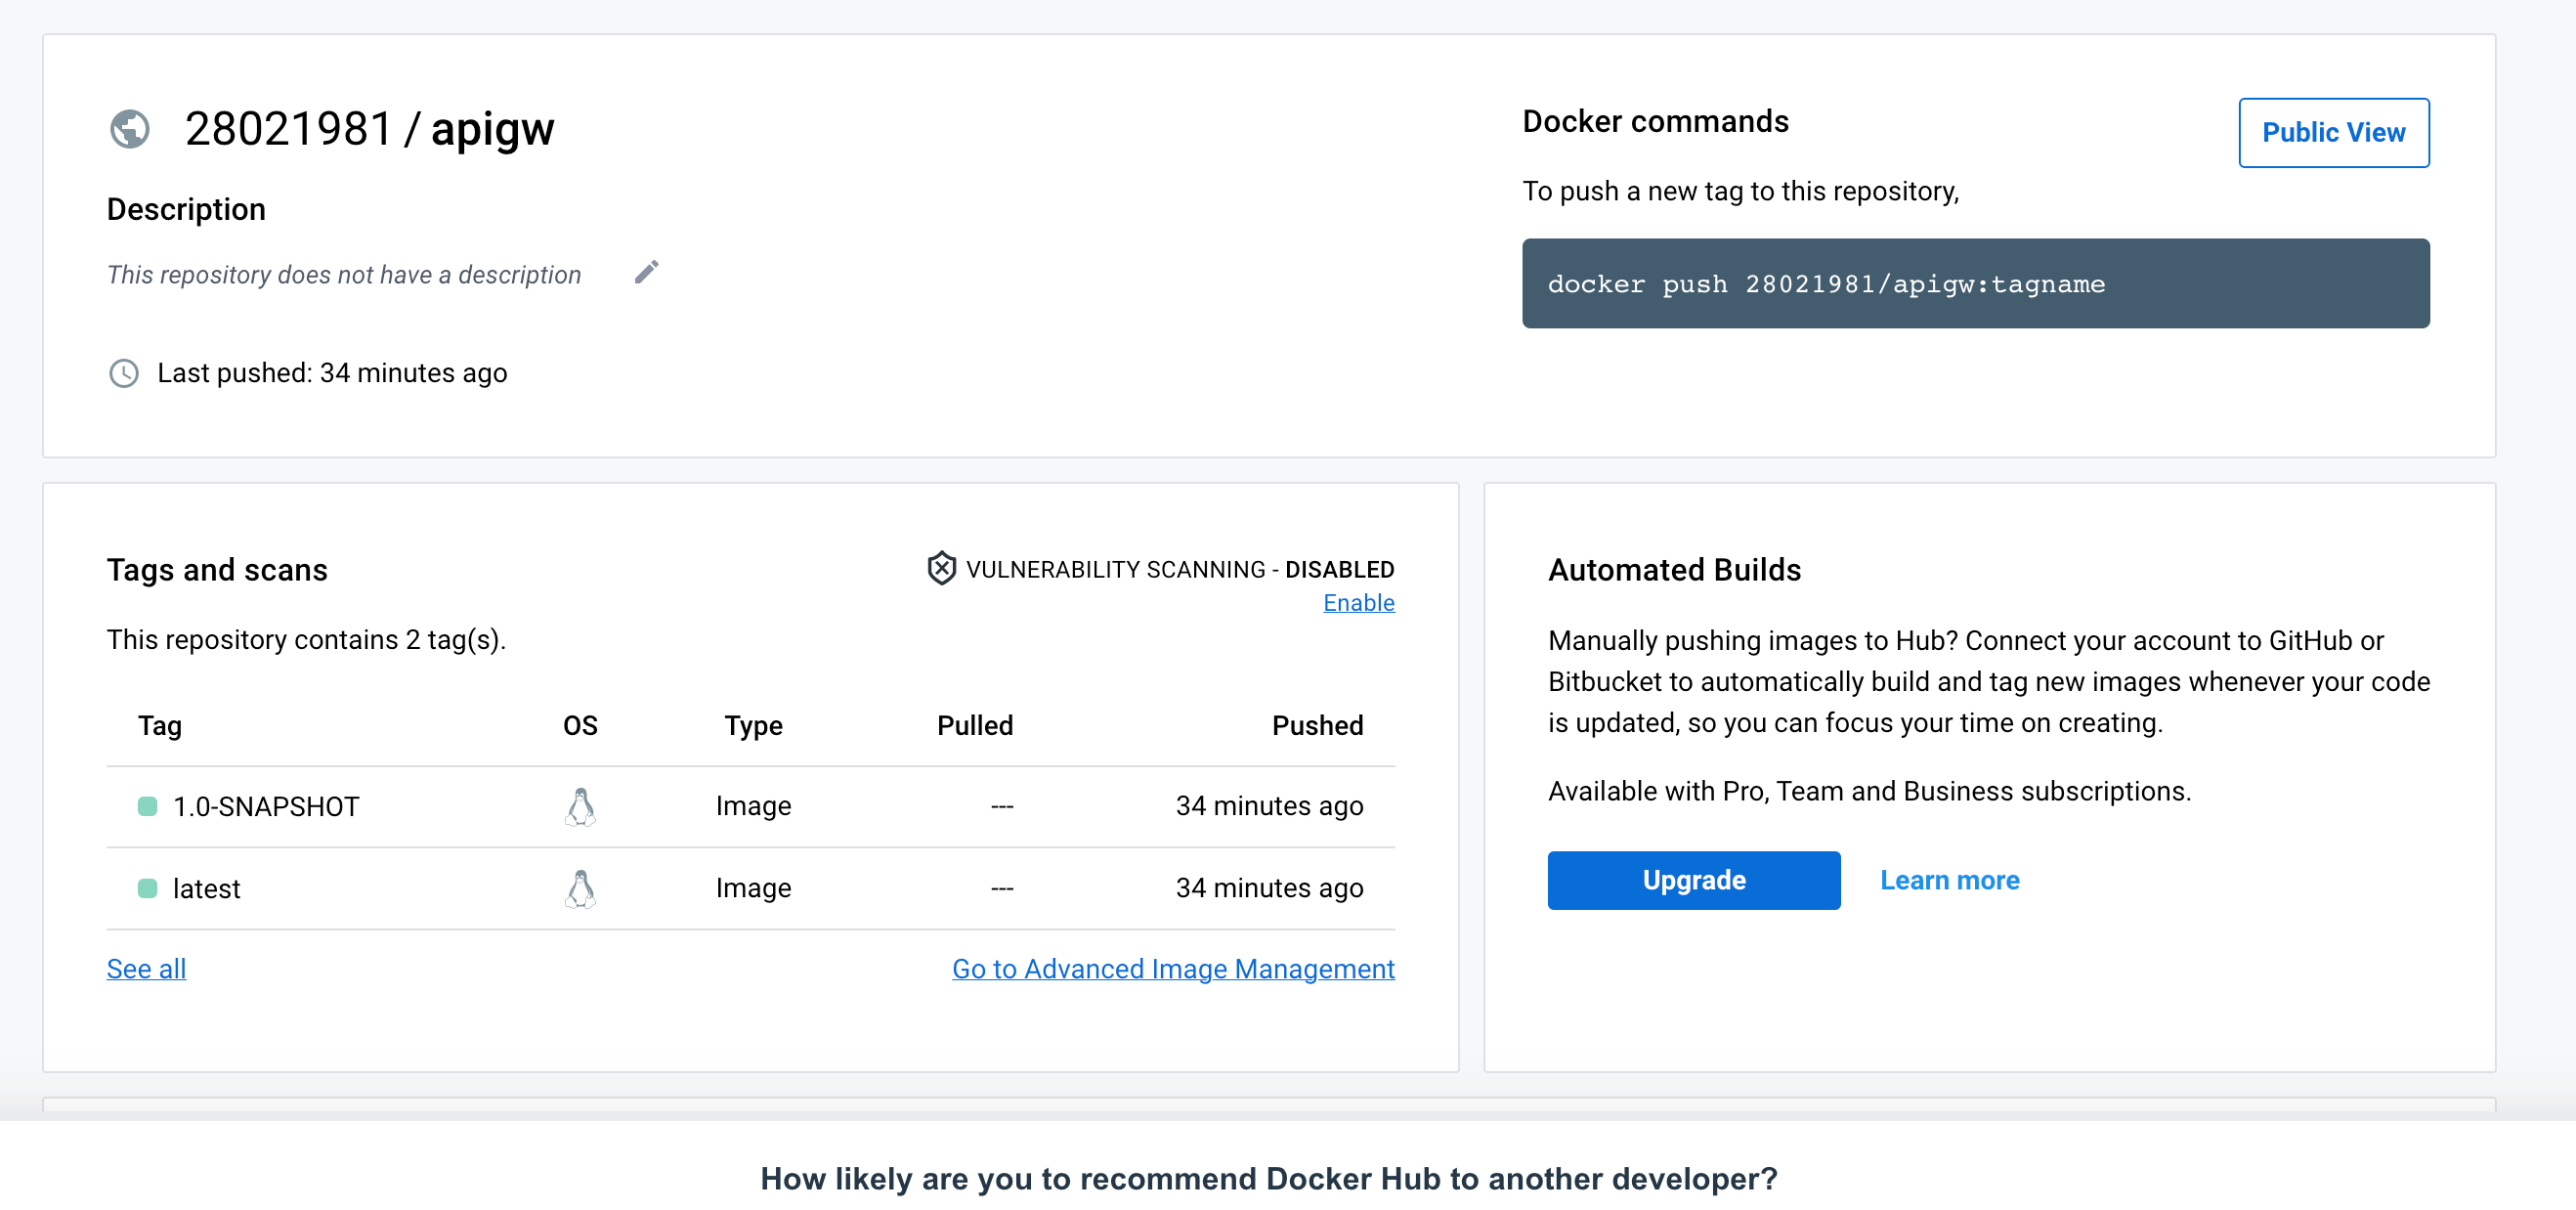 28021981 / apigw
Description
This repository does not have a description
Last pushed: 34 minutes ago
Docker commands
Public View
To push a new tag to this repository,
docker push 28021981/apigw:tagname
Tags and scans
VULNERABILITY SCANNING - DISABLED
Enable
This repository contains 2 tag(s).
Tag OS Type Pulled Pushed
1.0-SNAPSHOT Image --- 34 minutes ago
latest Image --- 34 minutes ago
See all Go to Advanced Image Management
Automated Builds
Manually pushing images to Hub? Connect your account to GitHub or
Bitbucket to automatically build and tag new images whenever your code
is updated, so you can focus your time on creating.
Available with Pro, Team and Business subscriptions.
Upgrade Learn more
How likely are you to recommend Docker Hub to another developer?